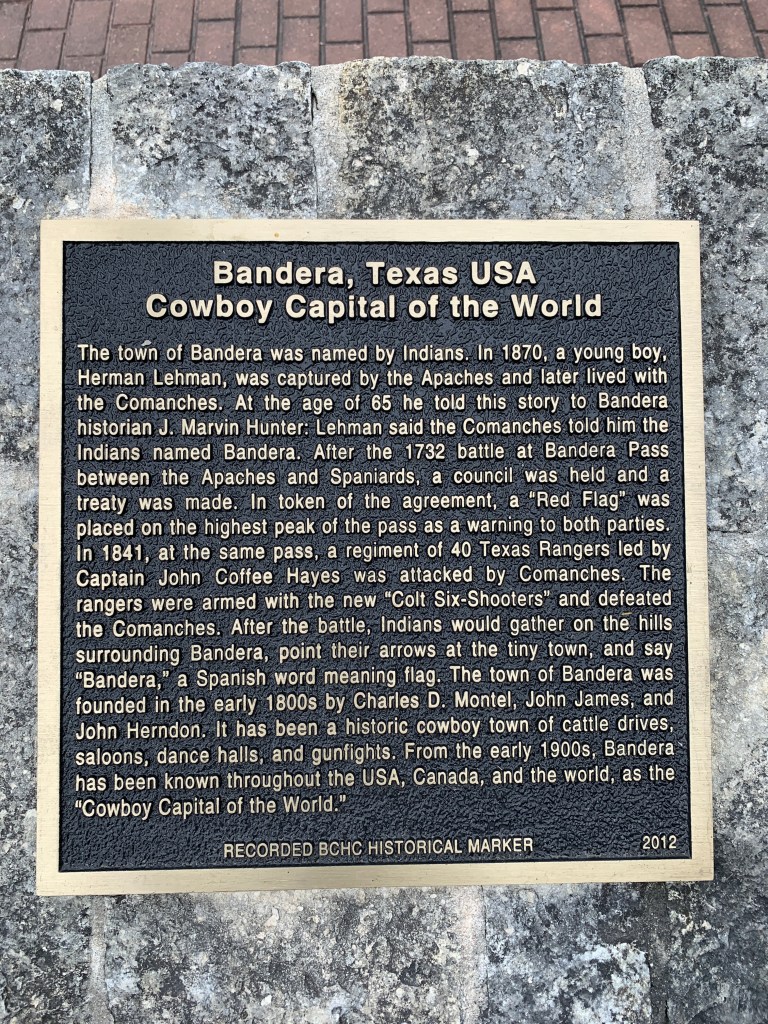 Bandera, Texas USA
Cowboy Capital of the World
The town of Bandera was named by Indians. In 1870, a young boy,
Herman Lehman, was captured by the Apaches and later lived with
the Comanches. At the age of 65 he told this story to Bandera
historian J. Marvin Hunter: Lehman said the Comanches told him the
Indians named Bandera. After the 1732 battle at Bandera Pass
between the Apaches and Spaniards, a council was held and a
treaty was made. In token of the agreement, a "Red Flag" was
placed on the highest peak of the pass as a warning to both parties.
In 1841, at the same pass, a regiment of 40 Texas Rangers led by
Captain John Coffee Hayes was attacked by Comanches. The
rangers were armed with the new "Colt Six-Shooters" and defeated
the Comanches. After the battle, Indians would gather on the hills
surrounding Bandera, point their arrows at the tiny town, and say
"Bandera," a Spanish word meaning flag. The town of Bandera was
founded in the early 1800s by Charles D. Montel, John James, and
John Herndon. It has been a historic cowboy town of cattle drives,
saloons, dance halls, and gunfights. From the early 1900s, Bandera
has been known throughout the USA, Canada, and the world, as the
"Cowboy Capital of the World."
RECORDED BCHC HISTORICAL MARKER 2012